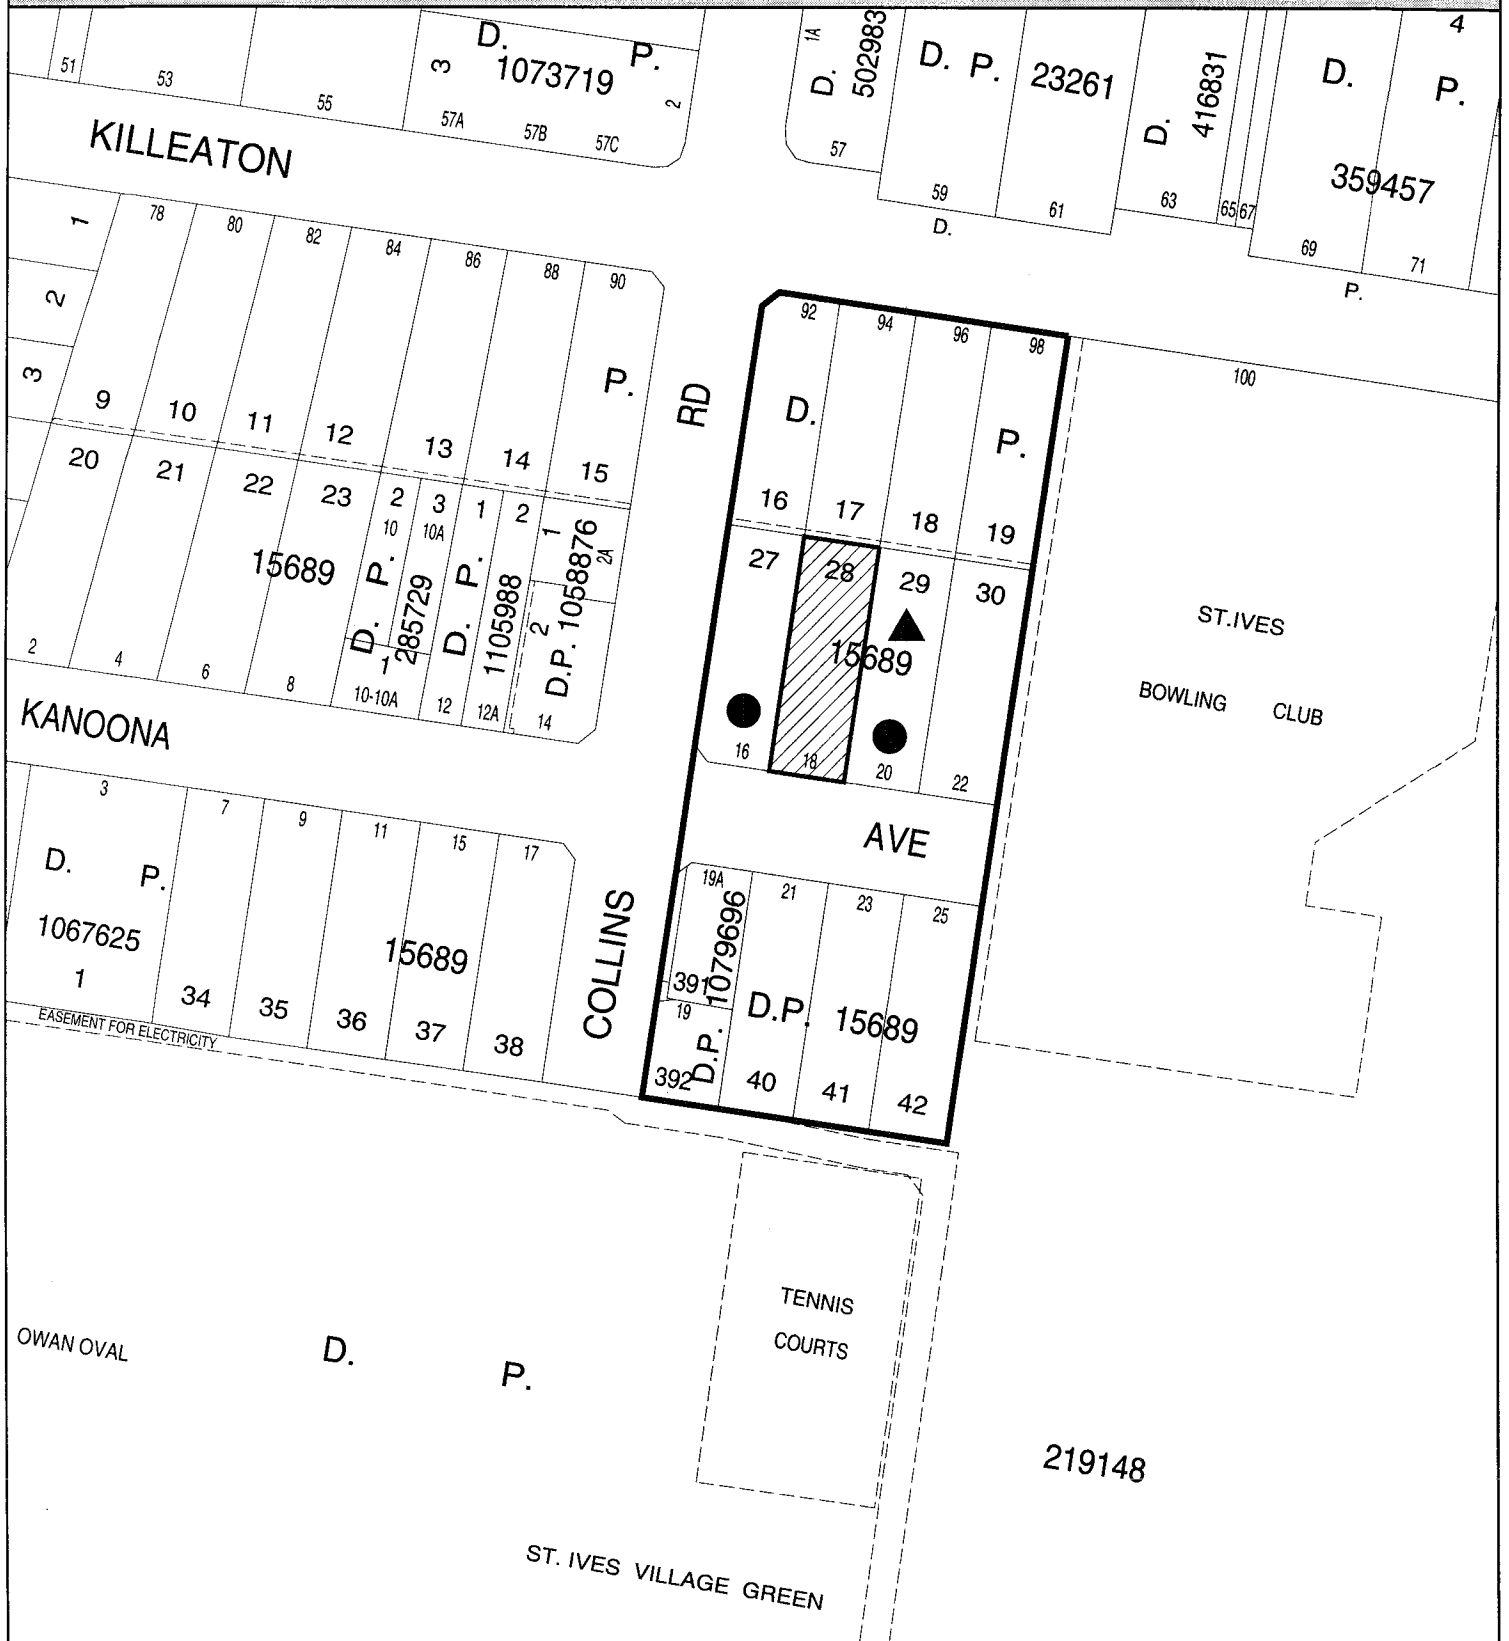 51
53
55
D.
P.
1073719
3
2
57A
57B
57C
1A
D.
502983
57
D. P.
23261
59
61
D.
416831
D.
63
65
67
D.
4
P.
359457
69
71
P.
KILLEATON
1
2
3
78
80
82
84
86
88
90
P.
9
10
11
12
13
14
15
RD
92
94
96
98
D.
P.
16
17
18
19
100
20
21
22
23
15689
2
10
3
10A
D. P.
285729
1
10-10A
1
2
D. P.
1105988
1
2A
2
D.P. 1058876
2
4
6
8
12
12A
14
27
28
29
30
15689
16
18
20
22
ST.IVES
BOWLING CLUB
KANOONA
AVE
3
7
9
11
15
17
D. P.
1067625
1
15689
34
35
36
37
38
EASEMENT FOR ELECTRICITY
COLLINS
19A
21
23
25
391
D.P. 1079696
19
392
D.P. 15689
40
41
42
TENNIS
COURTS
OWAN OVAL
D. P.
219148
ST. IVES VILLAGE GREEN